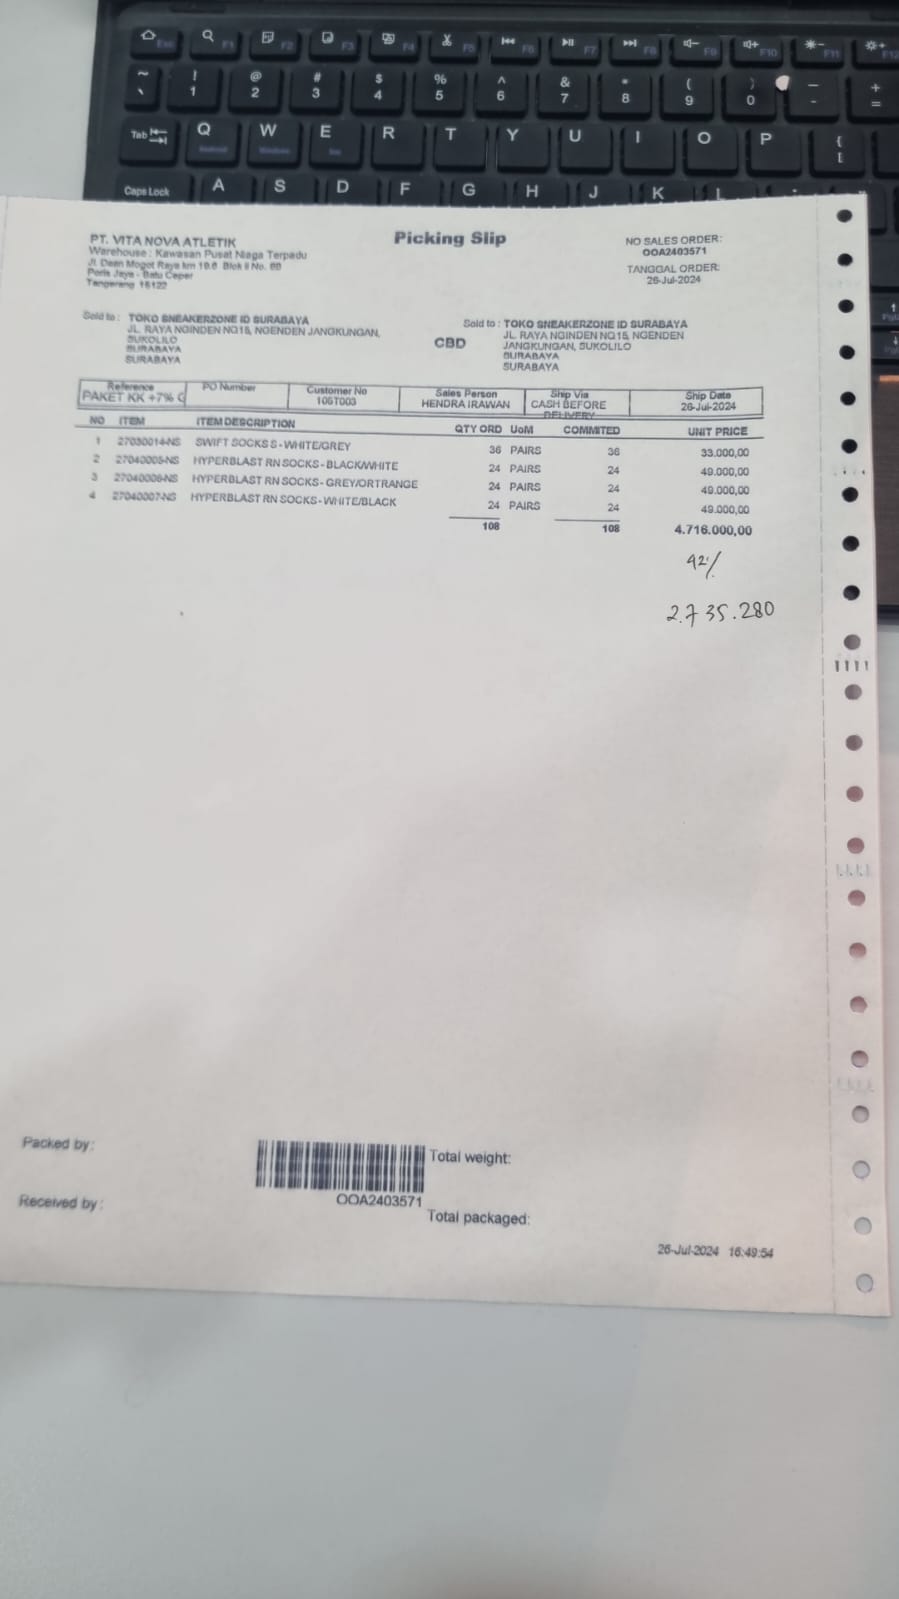 Esc F1 F2 F3 F4 F5 F6 F7 F8 F9 F10 F11 F12
~ ! @ # $ % ^ & * ( ) — +
` 1 2 3 4 5 6 7 8 9 0 - =
Tab Q W E R T Y U I O P { [
Caps Lock A S D F G H J K L
PT. VITA NOVA ATLETIK
Warehouse : Kawasan Pusat Niaga Terpadu
Jl. Daan Mogot Raya km 19.6 Blok
Poris Jaya - Batu Ceper
Tangerang 15122
Picking Slip
NO SALES ORDER:
OOA2403571
TANGGAL ORDER:
26-Jul-2024
Sold to : TOKO SNEAKERZONE ID SURABAYA
JL. RAYA NGINDEN NO15, NGENDEN JANGKUNGAN,
SUKOLILO
SURABAYA
SURABAYA
CBD
Sold to : TOKO SNEAKERZONE ID SURABAYA
JL. RAYA NGINDEN NO15, NGENDEN
JANGKUNGAN, SUKOLILO
SURABAYA
SURABAYA
Reference PO Number Customer No Sales Person Ship Via Ship Date
PAKET KK +7% HENDRA IRAWAN CASH BEFORE DELIVERY 26-Jul-2024
NO ITEM ITEM DESCRIPTION QTY ORD UoM COMMITED UNIT PRICE
1 27030014-NS SWIFT SOCKS S - WHITE/GREY 36 PAIRS 36 33.000,00
2 27040005-NS HYPERBLAST RN SOCKS - BLACK/WHITE 24 PAIRS 24 49.000,00
3 27040006-NS HYPERBLAST RN SOCKS - GREY/ORTRANGE 24 PAIRS 24 49.000,00
4 27040007-NS HYPERBLAST RN SOCKS - WHITE/BLACK 24 PAIRS 24 49.000,00
108 108 4.716.000,00
42%
2.735.280
Packed by:
Total weight:
OOA2403571
Received by :
Total packaged:
26-Jul-2024 16:49:54